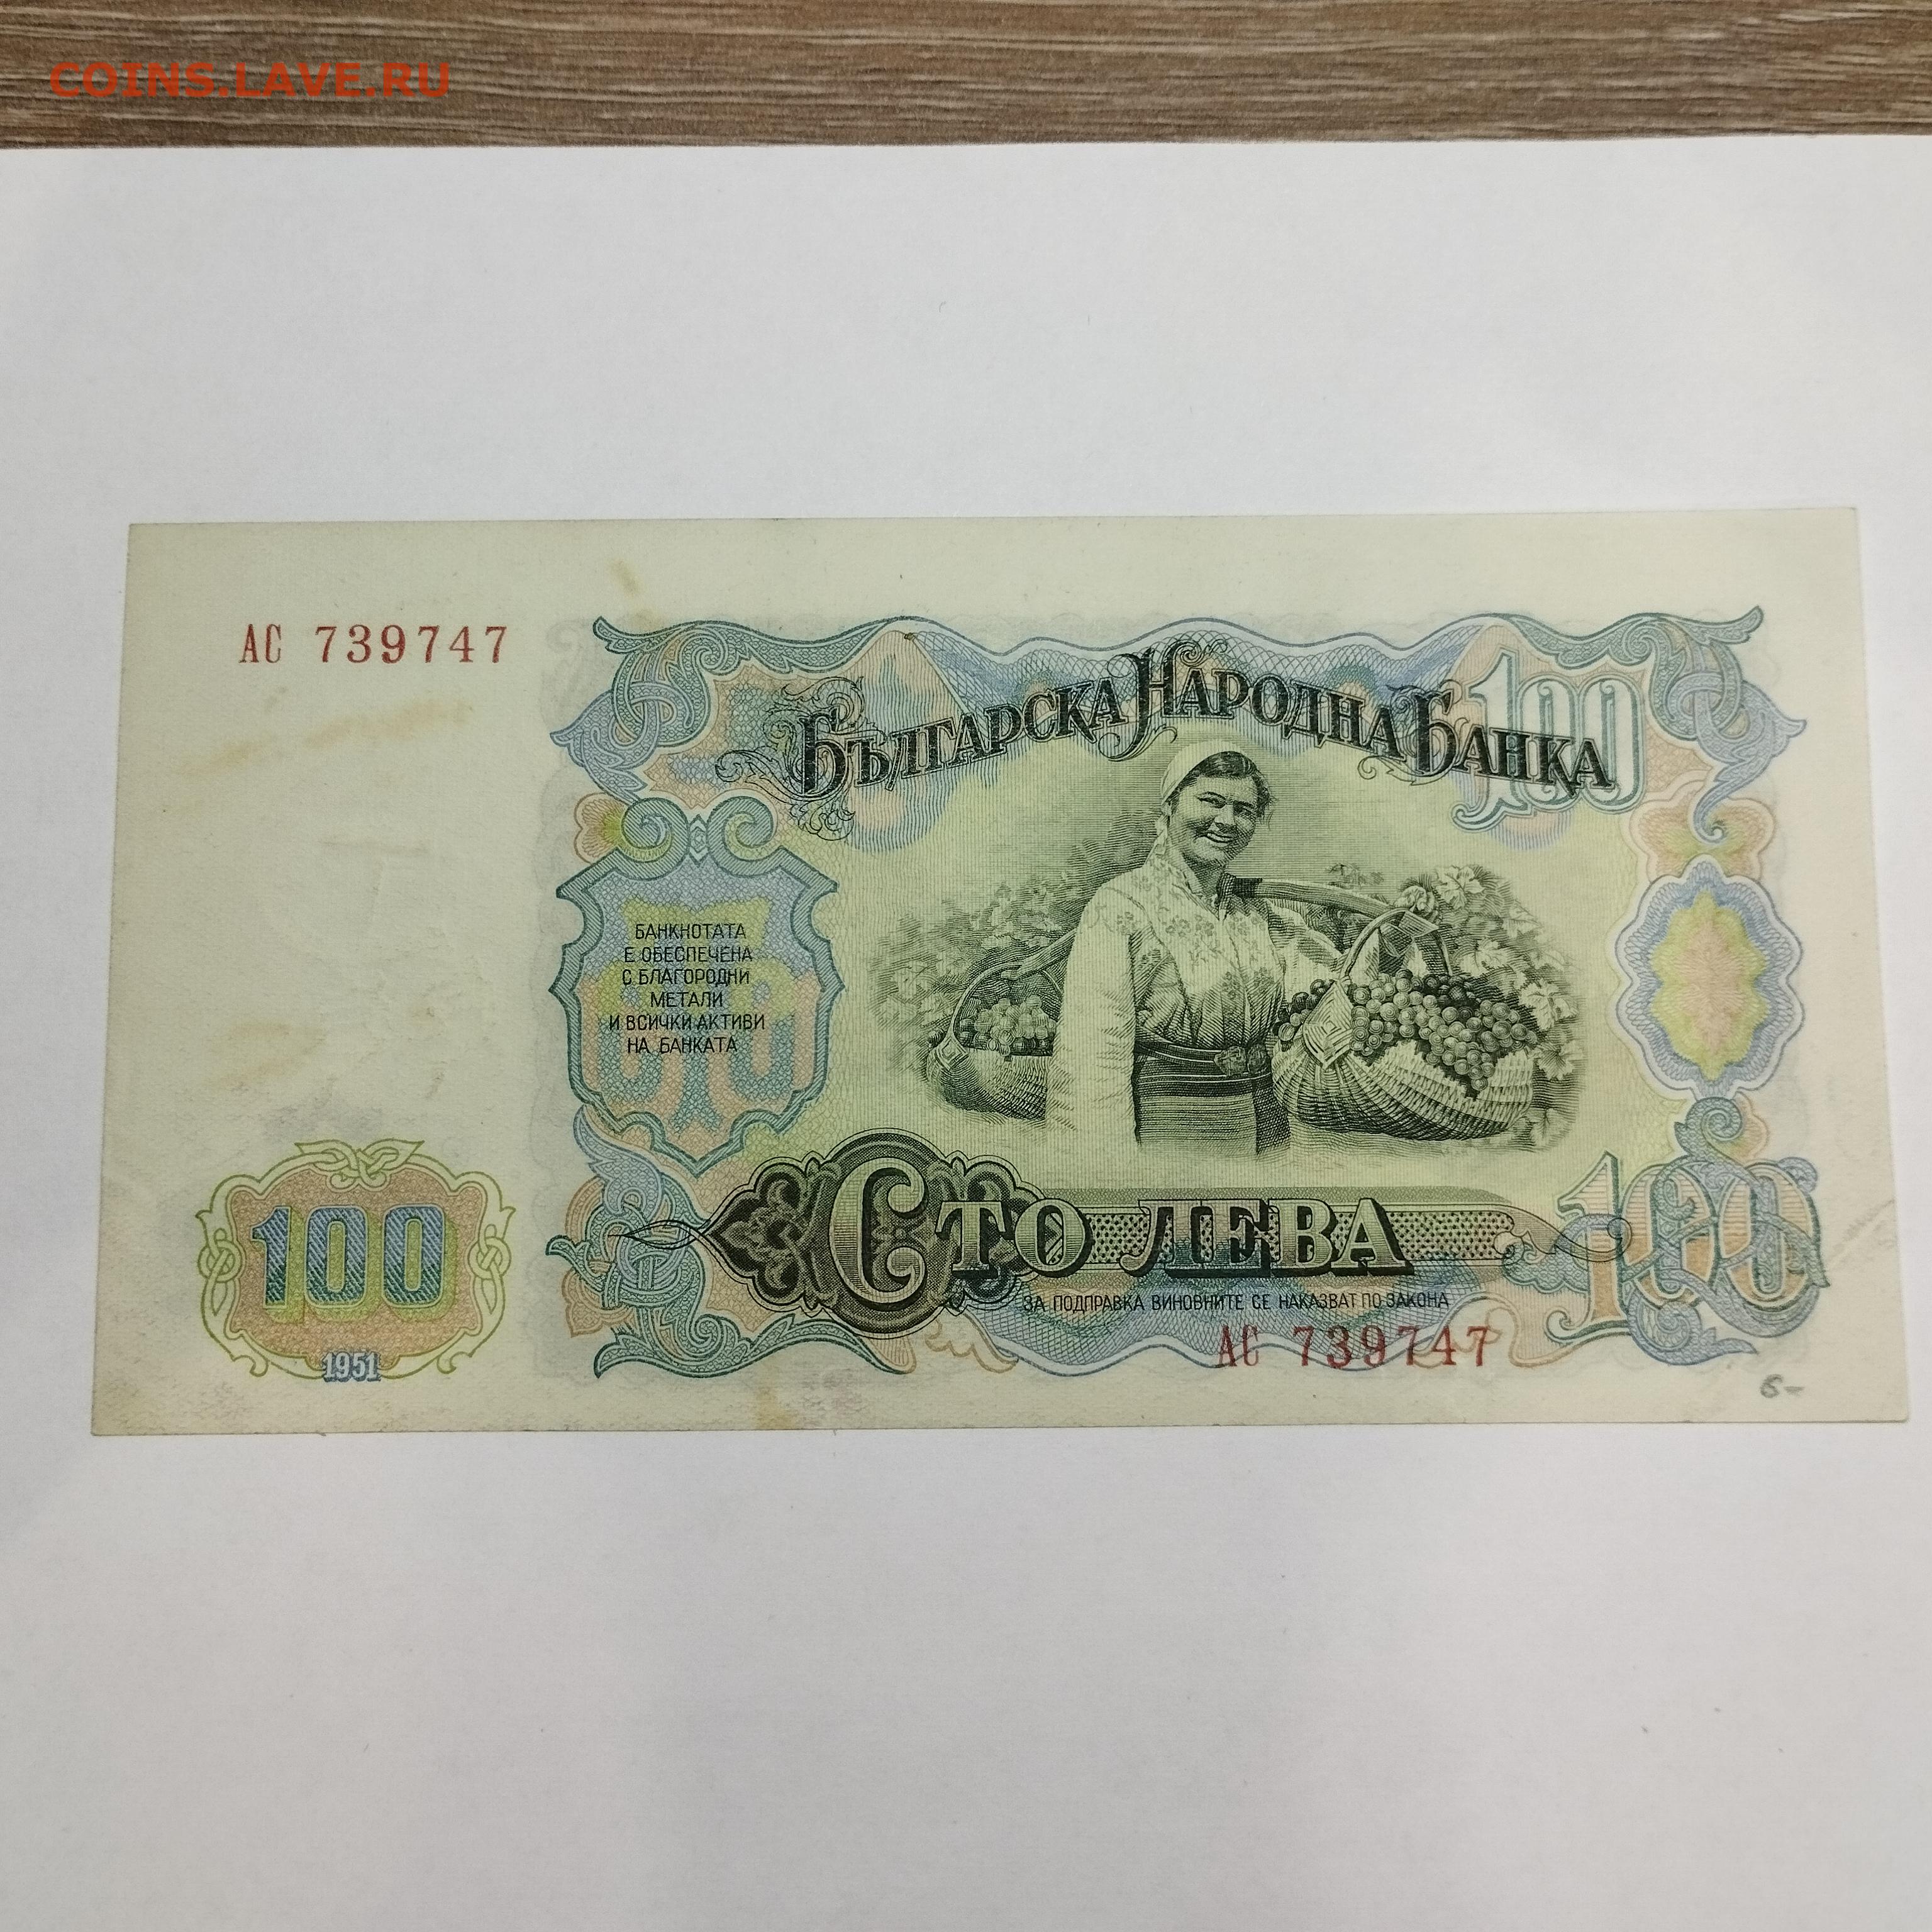 COINS.LAVE.RU
АС 739747
БЪЛГАРСКА НАРОДНА БАНКА
100
БАНКНОТАТА
Е ОБЕСПЕЧЕНА
С БЛАГОРОДНИ
МЕТАЛИ
И ВСИЧКИ АКТИВИ
НА БАНКАТА
СТО ЛЕВА
100
100
1951
ЗА ПОДПРАВКА ВИНОВНИТЕ СЕ НАКАЗВАТ ПО ЗАКОНА
АС 739747
6-